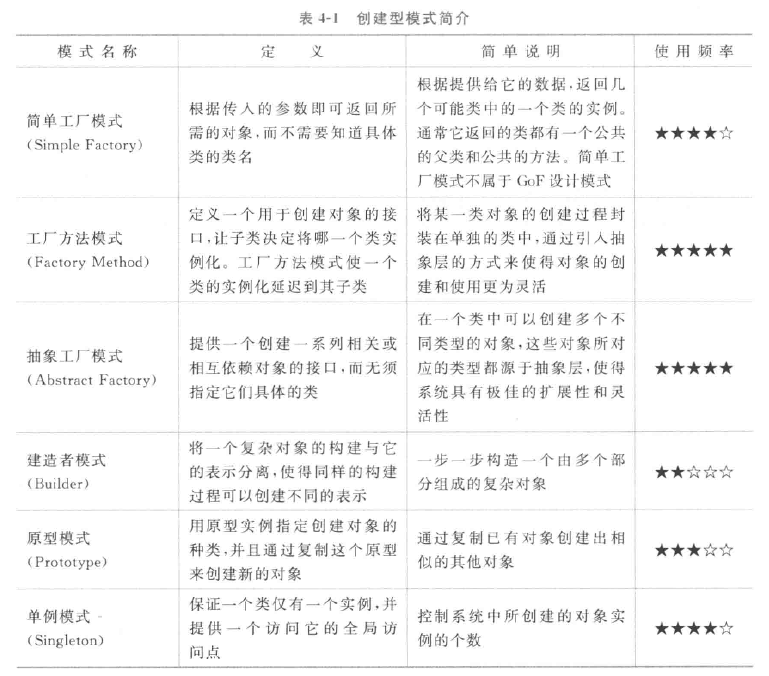 表 4-1 创建型模式简介
模式名称 定 义 简单说明 使用频率
简单工厂模式
(Simple Factory)
根据传入的参数即可返回所
需的对象,而不需要知道具体
类的类名
根据提供给它的数据,返回几
个可能类中的一个类的实例。
通常它返回的类都有一个公共
的父类和公共的方法。简单工
厂模式不属于 GoF 设计模式
★★★★☆
工厂方法模式
(Factory Method)
定义一个用于创建对象的接
口,让子类决定将哪一个类实
例化。工厂方法模式使一个
类的实例化延迟到其子类
将某一类对象的创建过程封
装在单独的类中,通过引入抽
象层的方式来使得对象的创
建和使用更为灵活
★★★★★
抽象工厂模式
(Abstract Factory)
提供一个创建一系列相关或
相互依赖对象的接口,而无须
指定它们具体的类
在一个类中可以创建多个不
同类型的对象,这些对象所对
应的类型都源于抽象层,使得
系统具有极佳的扩展性和灵
活性
★★★★★
建造者模式
(Builder)
将一个复杂对象的构建与它
的表示分离,使得同样的构建
过程可以创建不同的表示
一步一步构造一个由多个部
分组成的复杂对象
★★☆☆☆
原型模式
(Prototype)
用原型实例指定创建对象的
种类,并且通过复制这个原型
来创建新的对象
通过复制已有对象创建出相
似的其他对象
★★★☆☆
单例模式
(Singleton)
保证一个类仅有一个实例,并
提供一个访问它的全局访
问点
控制系统中所创建的对象实
例的个数
★★★★☆